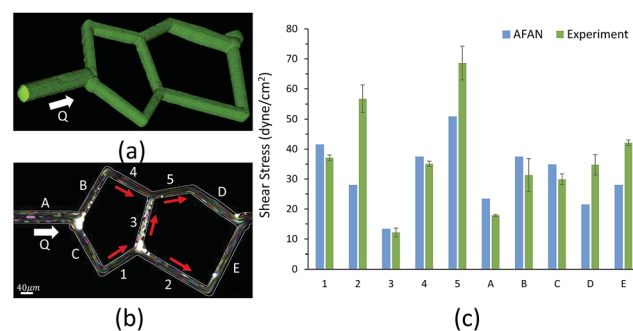 Q
(a)
A
B
4
5
D
3
Q
C
1
2
E
40μm
(b)
AFAN
Experiment
Shear Stress (dyne/cm²)
80
70
60
50
40
30
20
10
0
1 2 3 4 5 A B C D E
(c)